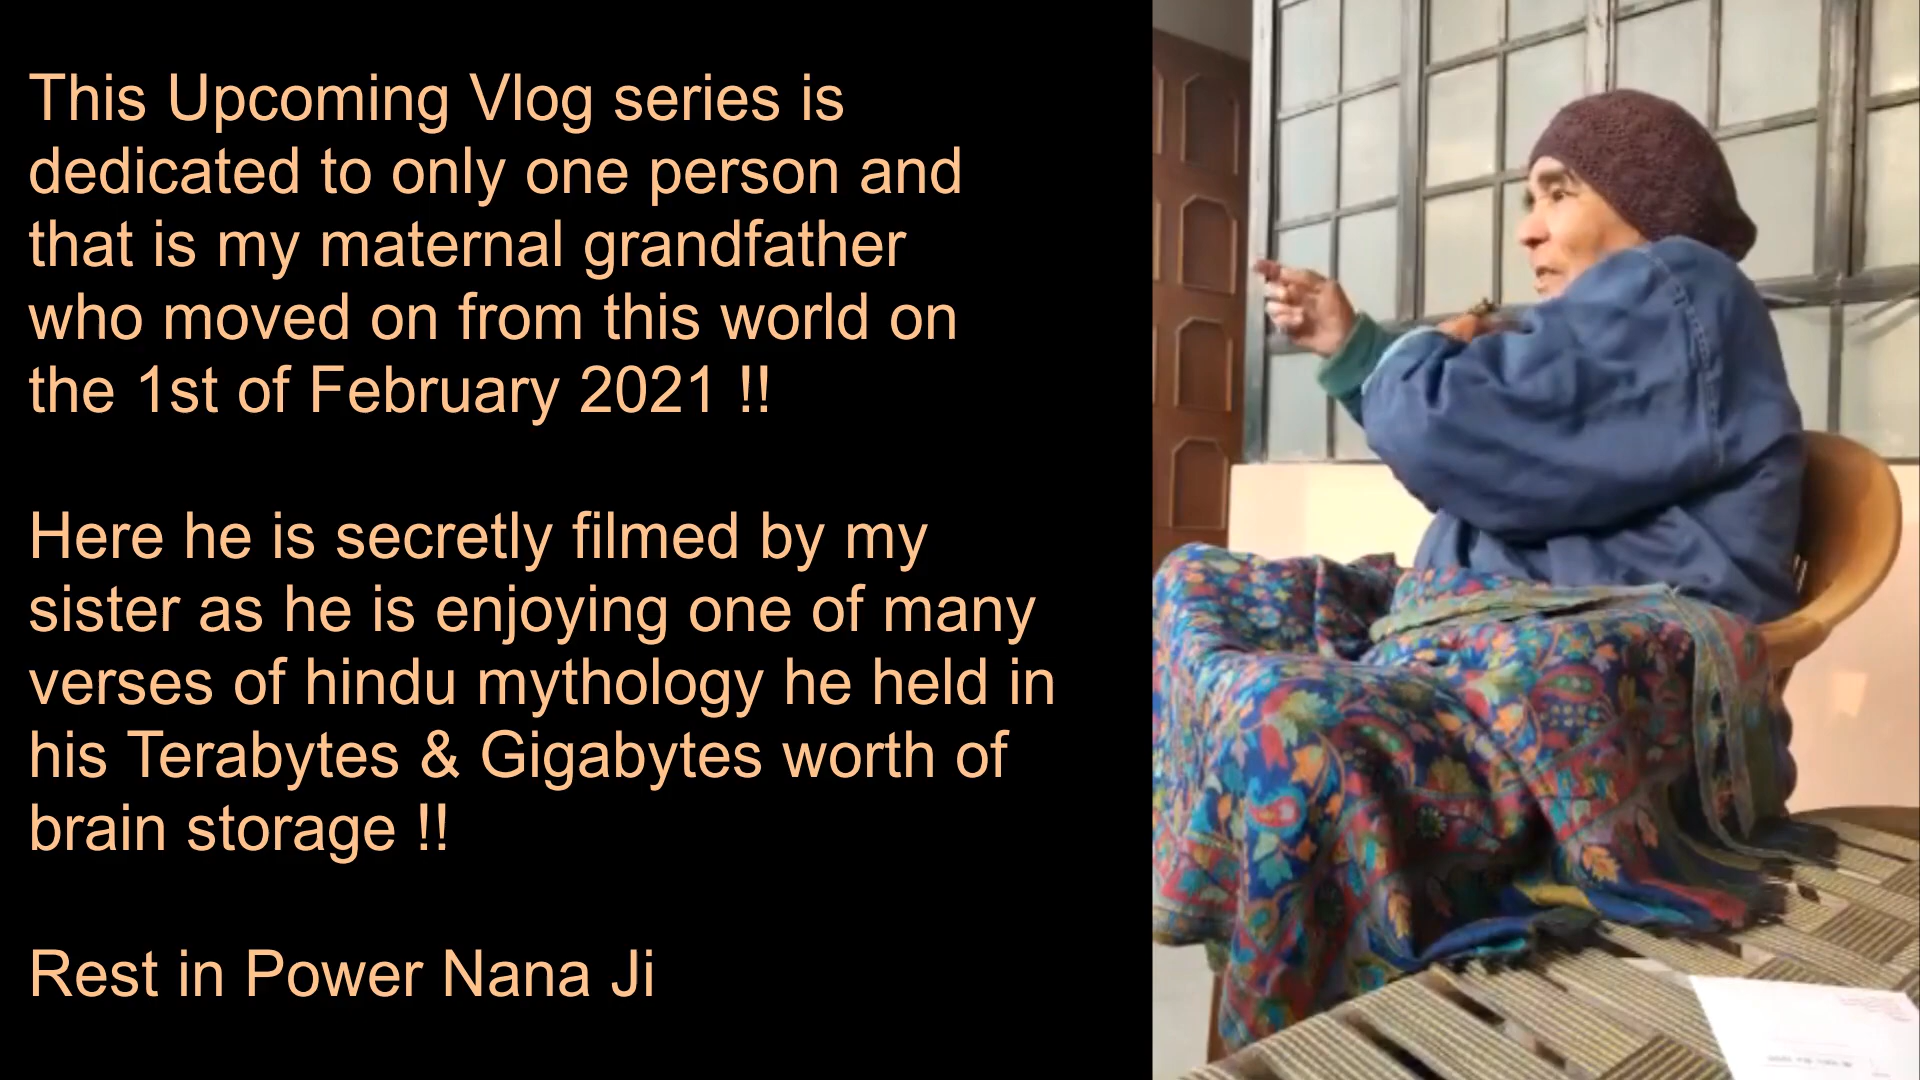 This Upcoming Vlog series is
dedicated to only one person and
that is my maternal grandfather
who moved on from this world on
the 1st of February 2021 !!
Here he is secretly filmed by my
sister as he is enjoying one of many
verses of hindu mythology he held in
his Terabytes & Gigabytes worth of
brain storage !!
Rest in Power Nana Ji